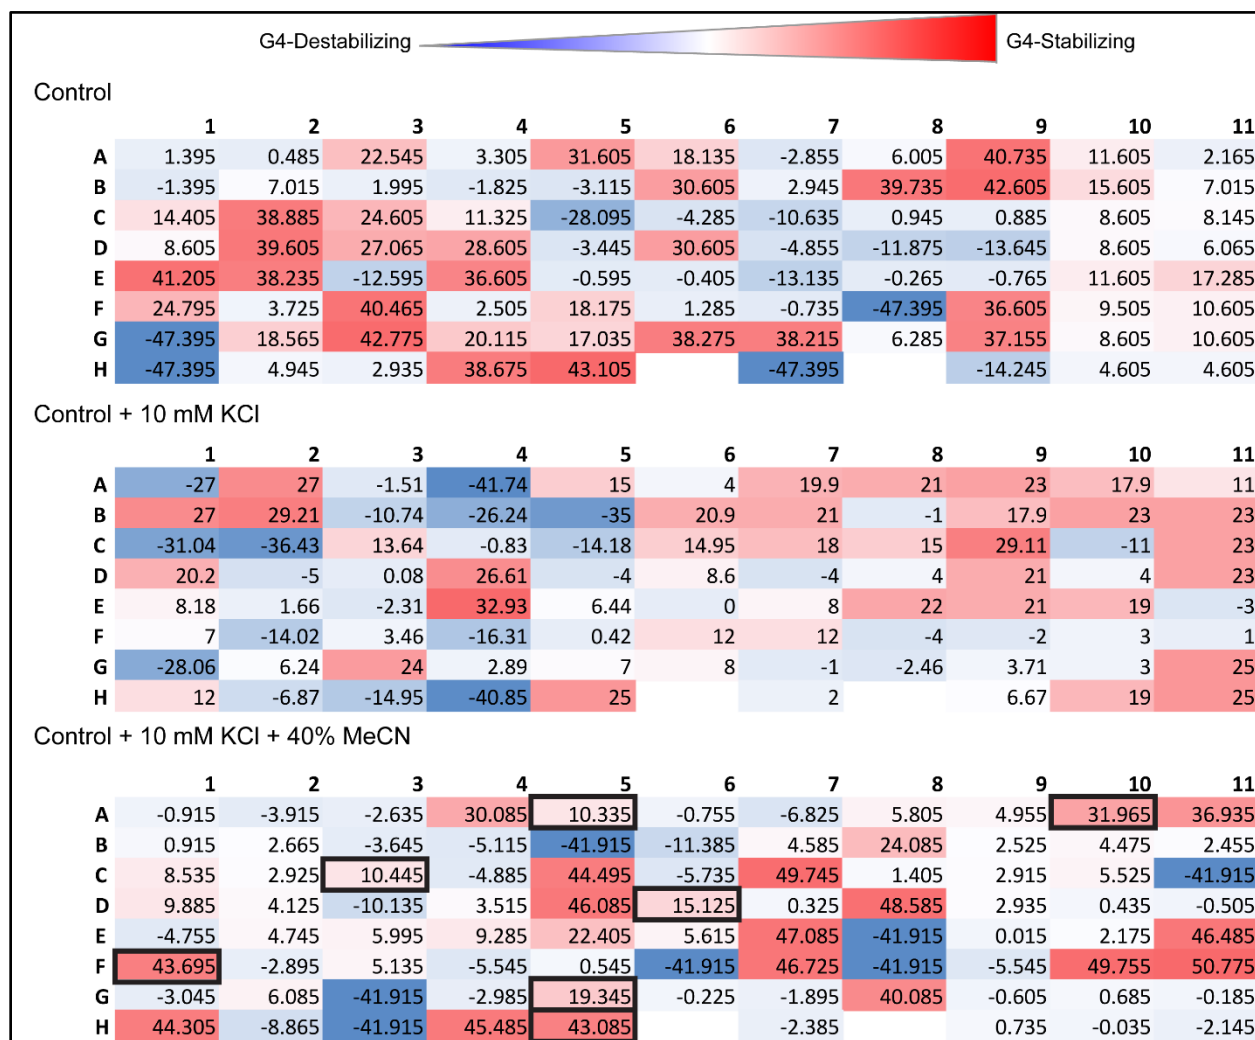 G4-Destabilizing G4-Stabilizing
Control
1 2 3 4 5 6 7 8 9 10 11
A 1.395 0.485 22.545 3.305 31.605 18.135 -2.855 6.005 40.735 11.605 2.165
B -1.395 7.015 1.995 -1.825 -3.115 30.605 2.945 39.735 42.605 15.605 7.015
C 14.405 38.885 24.605 11.325 -28.095 -4.285 -10.635 0.945 0.885 8.605 8.145
D 8.605 39.605 27.065 28.605 -3.445 30.605 -4.855 -11.875 -13.645 8.605 6.065
E 41.205 38.235 -12.595 36.605 -0.595 -0.405 -13.135 -0.265 -0.765 11.605 17.285
F 24.795 3.725 40.465 2.505 18.175 1.285 -0.735 -47.395 36.605 9.505 10.605
G -47.395 18.565 42.775 20.115 17.035 38.275 38.215 6.285 37.155 8.605 10.605
H -47.395 4.945 2.935 38.675 43.105 -47.395 -14.245 4.605 4.605
Control + 10 mM KCl
1 2 3 4 5 6 7 8 9 10 11
A -27 27 -1.51 -41.74 15 4 19.9 21 23 17.9 11
B 27 29.21 -10.74 -26.24 -35 20.9 21 -1 17.9 23 23
C -31.04 -36.43 13.64 -0.83 -14.18 14.95 18 15 29.11 -11 23
D 20.2 -5 0.08 26.61 -4 8.6 -4 4 21 4 23
E 8.18 1.66 -2.31 32.93 6.44 0 8 22 21 19 -3
F 7 -14.02 3.46 -16.31 0.42 12 12 -4 -2 3 1
G -28.06 6.24 24 2.89 7 8 -1 -2.46 3.71 3 25
H 12 -6.87 -14.95 -40.85 25 2 6.67 19 25
Control + 10 mM KCl + 40% MeCN
1 2 3 4 5 6 7 8 9 10 11
A -0.915 -3.915 -2.635 30.085 10.335 -0.755 -6.825 5.805 4.955 31.965 36.935
B 0.915 2.665 -3.645 -5.115 -41.915 -11.385 4.585 24.085 2.525 4.475 2.455
C 8.535 2.925 10.445 -4.885 44.495 -5.735 49.745 1.405 2.915 5.525 -41.915
D 9.885 4.125 -10.135 3.515 46.085 15.125 0.325 48.585 2.935 0.435 -0.505
E -4.755 4.745 5.995 9.285 22.405 5.615 47.085 -41.915 0.015 2.175 46.485
F 43.695 -2.895 5.135 -5.545 0.545 -41.915 46.725 -41.915 -5.545 49.755 50.775
G -3.045 6.085 -41.915 -2.985 19.345 -0.225 -1.895 40.085 -0.605 0.685 -0.185
H 44.305 -8.865 -41.915 45.485 43.085 -2.385 0.735 -0.035 -2.145